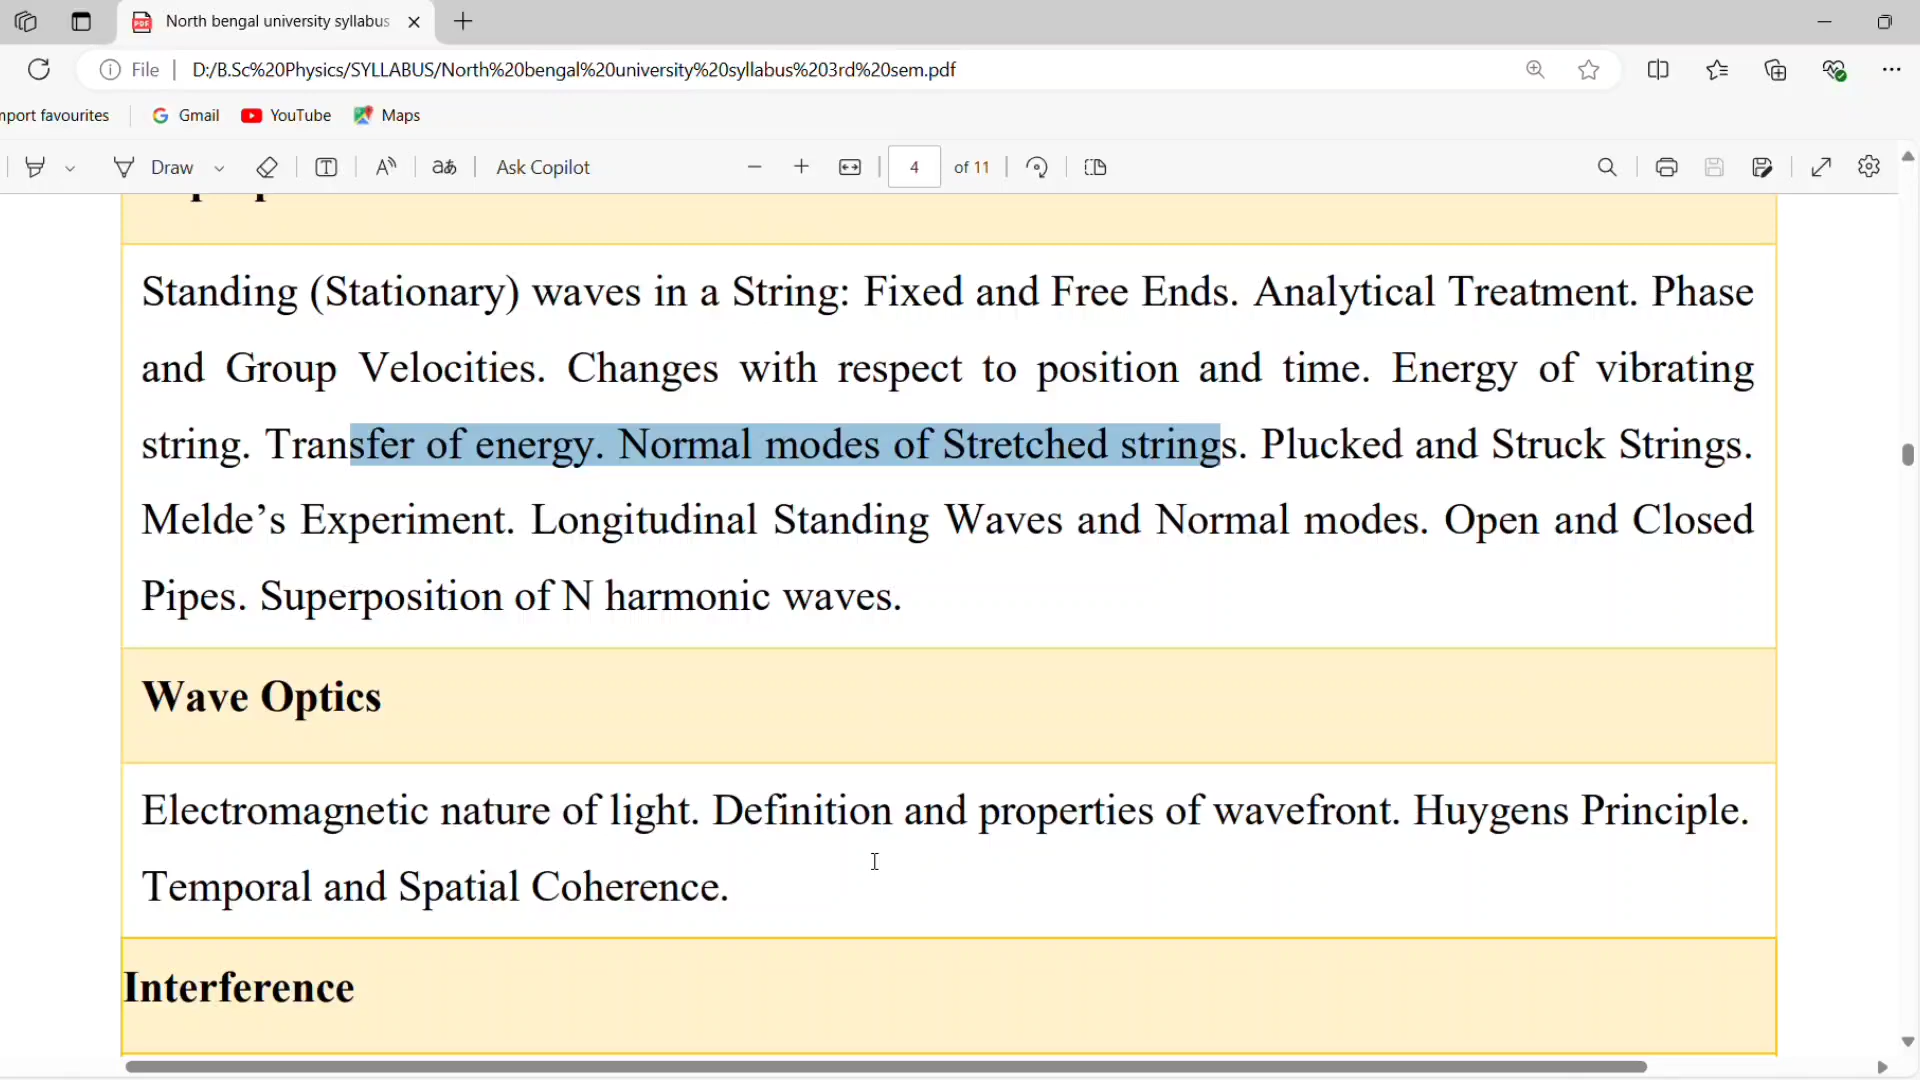 North bengal university syllabus
File
D:/B.Sc%20Physics/SYLLABUS/North%20bengal%20university%20syllabus%203rd%20sem.pdf
mport favourites
Gmail
YouTube
Maps
Draw
aあ
Ask Copilot
4
of 11
Standing (Stationary) waves in a String: Fixed and Free Ends. Analytical Treatment. Phase
and Group Velocities. Changes with respect to position and time. Energy of vibrating
string. Transfer of energy. Normal modes of Stretched strings. Plucked and Struck Strings.
Melde’s Experiment. Longitudinal Standing Waves and Normal modes. Open and Closed
Pipes. Superposition of N harmonic waves.
Wave Optics
Electromagnetic nature of light. Definition and properties of wavefront. Huygens Principle.
Temporal and Spatial Coherence.
Interference